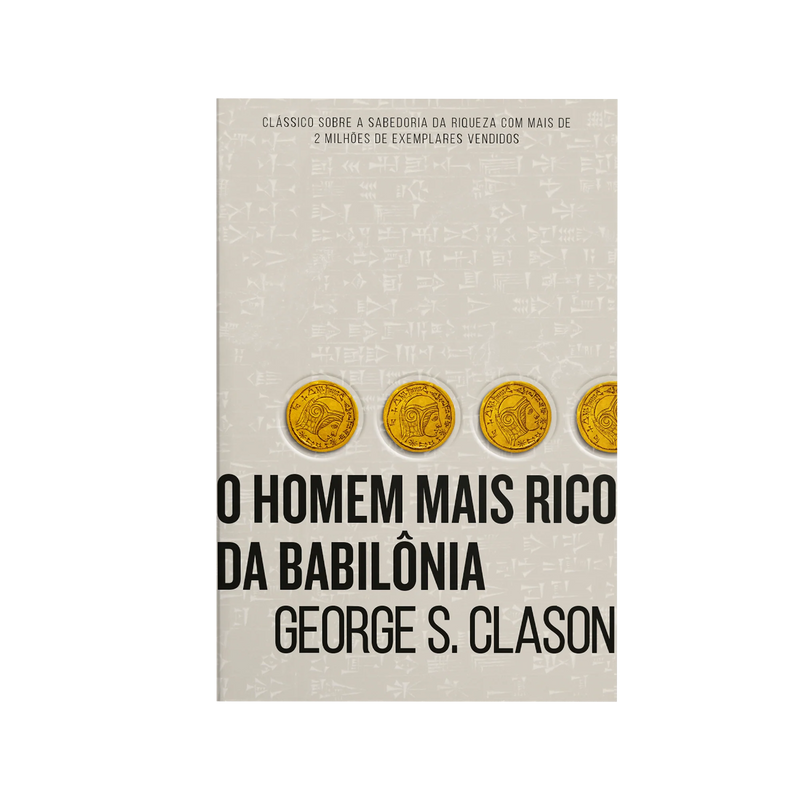 CLÁSSICO SOBRE A SABEDORIA DA RIQUEZA COM MAIS DE
2 MILHÕES DE EXEMPLARES VENDIDOS
O HOMEM MAIS RICO
DA BABILÔNIA
GEORGE S. CLASON